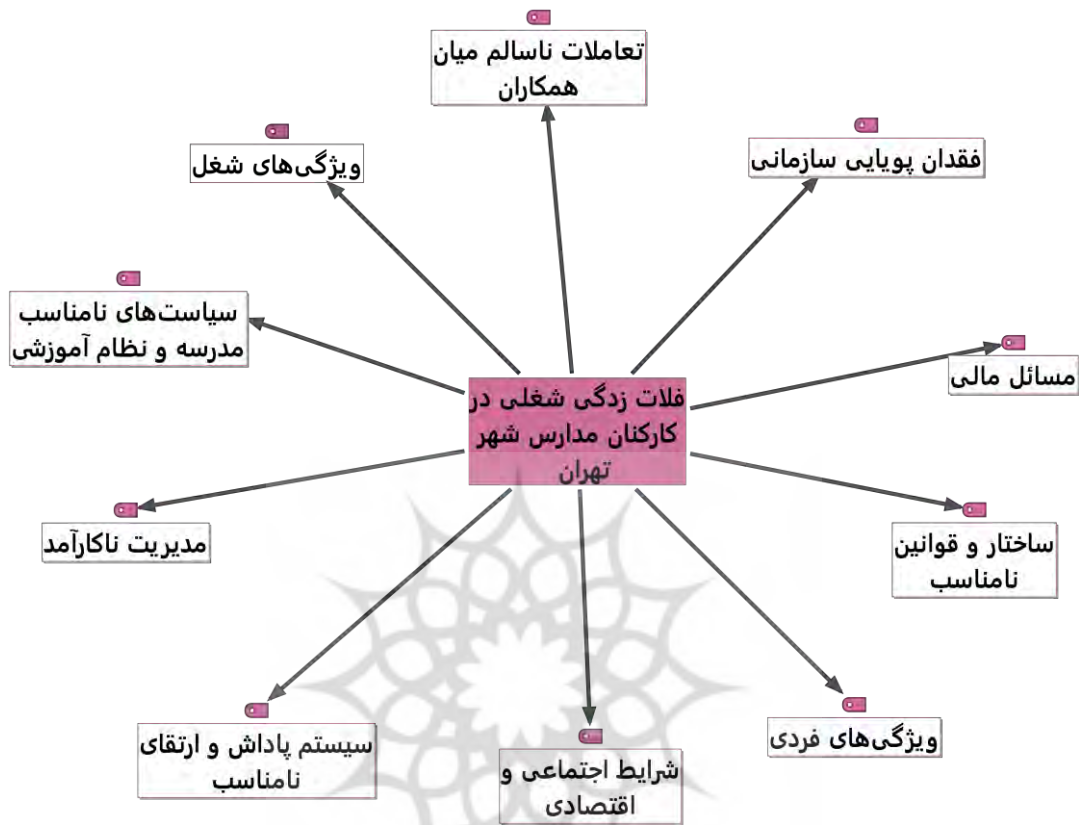 تعاملات ناسالم میان
همکاران
فقدان پویایی سازمانی
ویژگی‌های شغل
سیاست‌های نامناسب
مدرسه و نظام آموزشی
مسائل مالی
فلات زدگی شغلی در
کارکنان مدارس شهر
تهران
ساختار و قوانین
نامناسب
مدیریت ناکارآمد
ویژگی‌های فردی
شرایط اجتماعی و
اقتصادی
سیستم پاداش و ارتقای
نامناسب